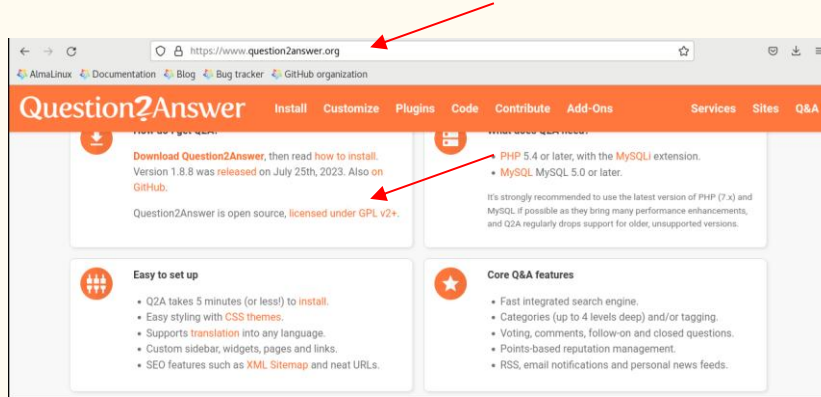 https://www.question2answer.org
AlmaLinux Documentation Blog Bug tracker GitHub organization
Question2Answer Install Customize Plugins Code Contribute Add-Ons Services Sites Q&A
How do I get Q2A?
Download Question2Answer, then read how to install.
Version 1.8.8 was released on July 25th, 2023. Also on
GitHub.
Question2Answer is open source, licensed under GPL v2+.
What does Q2A need?
• PHP 5.4 or later, with the MySQLi extension.
• MySQL MySQL 5.0 or later.
It's strongly recommended to use the latest version of PHP (7.x) and
MySQL if possible as they bring many performance enhancements,
and Q2A regularly drops support for older, unsupported versions.
Easy to set up
• Q2A takes 5 minutes (or less!) to install.
• Easy styling with CSS themes.
• Supports translation into any language.
• Custom sidebar, widgets, pages and links.
• SEO features such as XML Sitemap and neat URLs.
Core Q&A features
• Fast integrated search engine.
• Categories (up to 4 levels deep) and/or tagging.
• Voting, comments, follow-on and closed questions.
• Points-based reputation management.
• RSS, email notifications and personal news feeds.